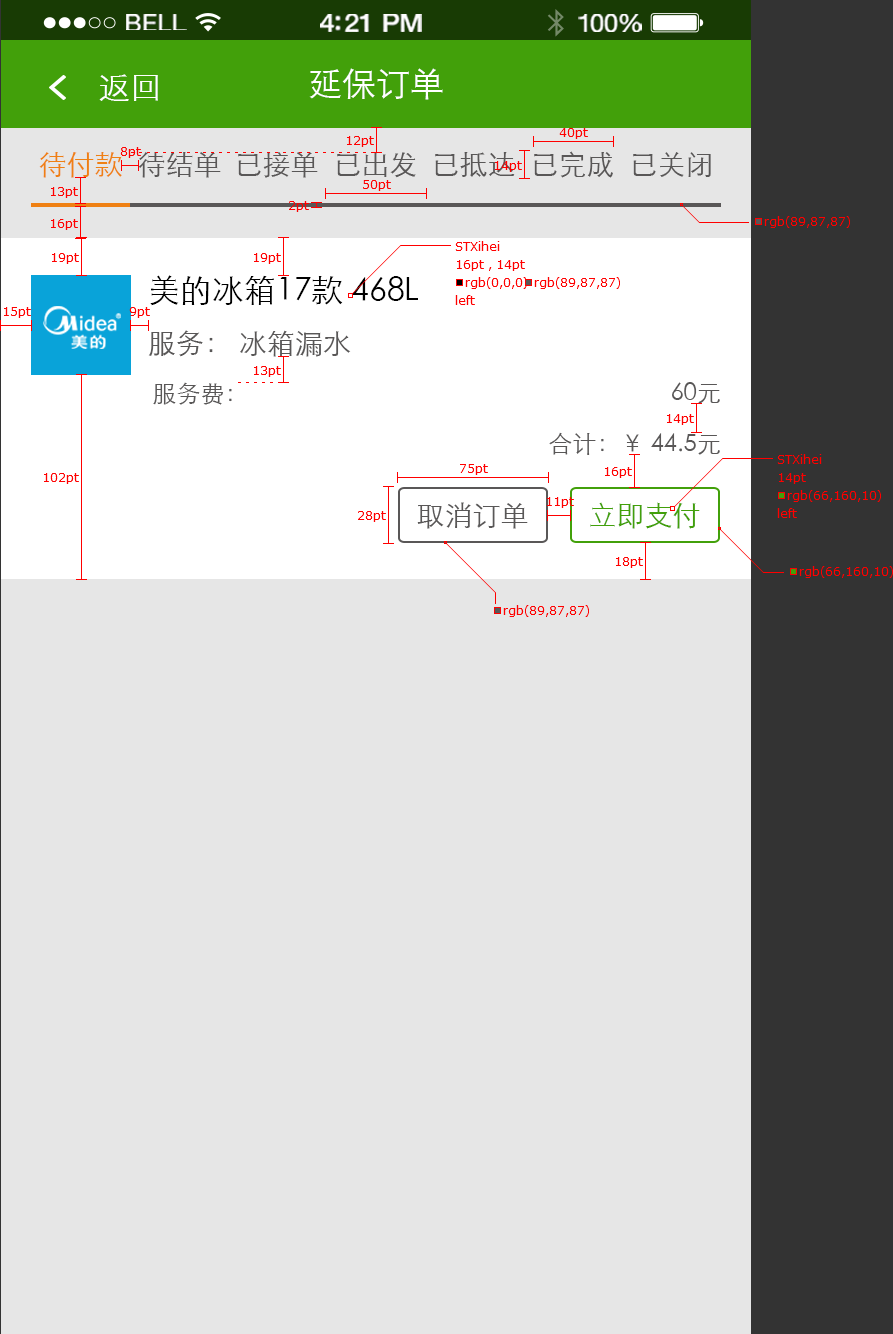 BELL 4:21 PM 100%
返回 延保订单
12pt 40pt
待付款 8pt 待结单 已接单 已出发 已抵达 14pt 已完成 已关闭
13pt 50pt
2pt
16pt rgb(89,87,87)
19pt 19pt STXihei
16pt , 14pt
美的冰箱17款 468L rgb(0,0,0) rgb(89,87,87)
left
15pt Midea 美的 9pt
服务： 冰箱漏水
13pt
服务费： 60元
14pt
合计：￥ 44.5元
102pt 75pt 16pt STXihei
14pt
rgb(66,160,10)
left
28pt 取消订单 11pt 立即支付
18pt rgb(66,160,10)
rgb(89,87,87)